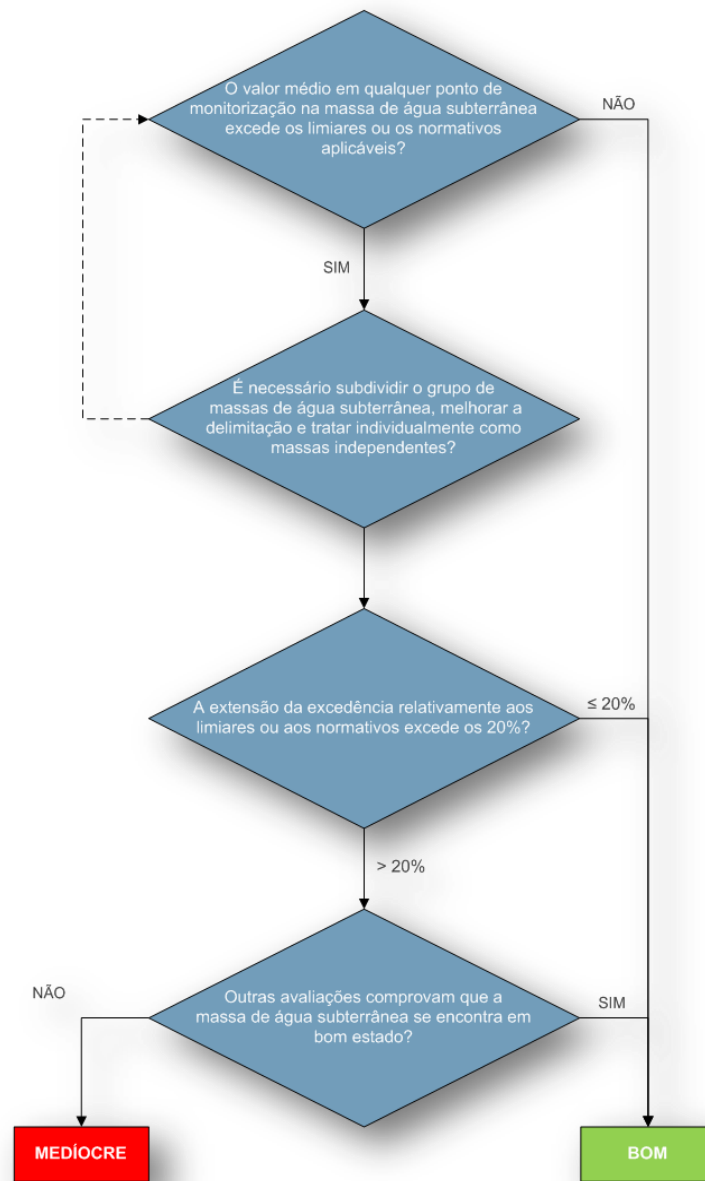 O valor médio em qualquer ponto de
monitorização na massa de água subterrânea
excede os limiares ou os normativos
aplicáveis?
NÃO
SIM
É necessário subdividir o grupo de
massas de água subterrânea, melhorar a
delimitação e tratar individualmente como
massas independentes?
A extensão da excedência relativamente aos
limiares ou aos normativos excede os 20%?
≤ 20%
> 20%
Outras avaliações comprovam que a
massa de água subterrânea se encontra em
bom estado?
NÃO
SIM
MEDÍOCRE
BOM